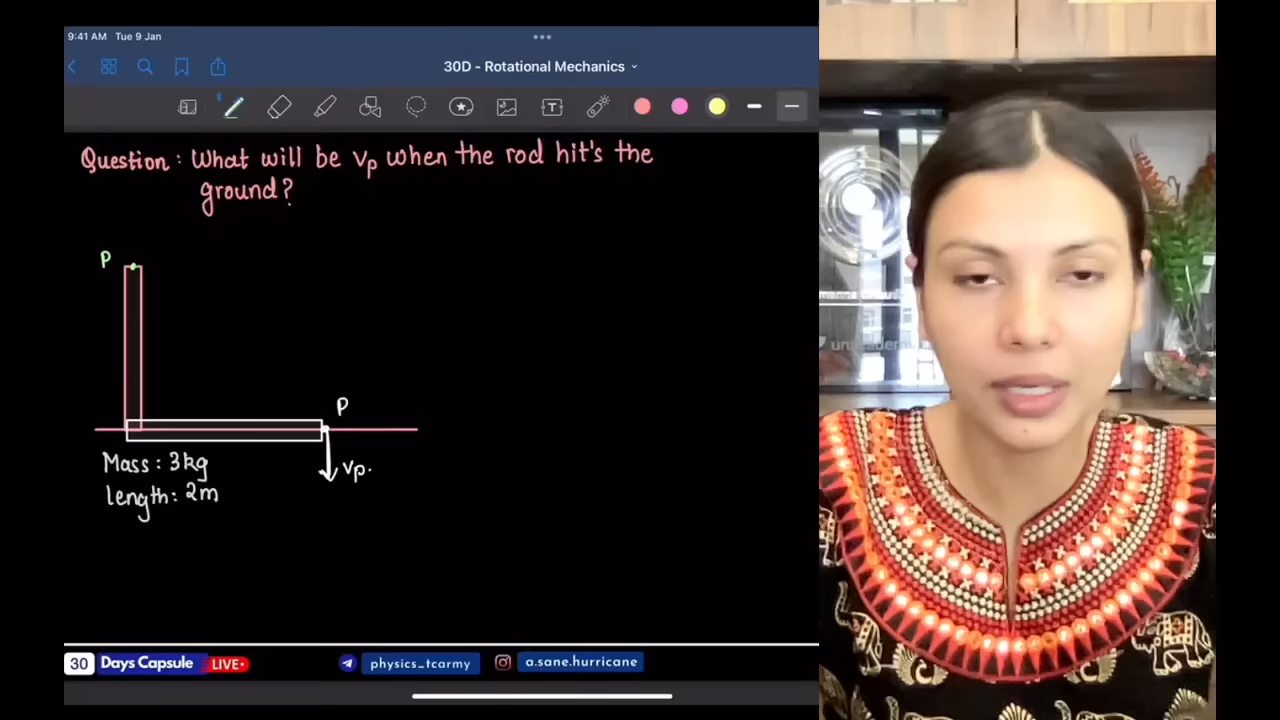 9:41 AM Tue 9 Jan
30D - Rotational Mechanics
Question : What will be vp when the rod hit's the
ground?
P
P
Mass : 3kg
vp.
length : 2m
30 Days Capsule LIVE
physics_tcarmy
a.sane.hurricane